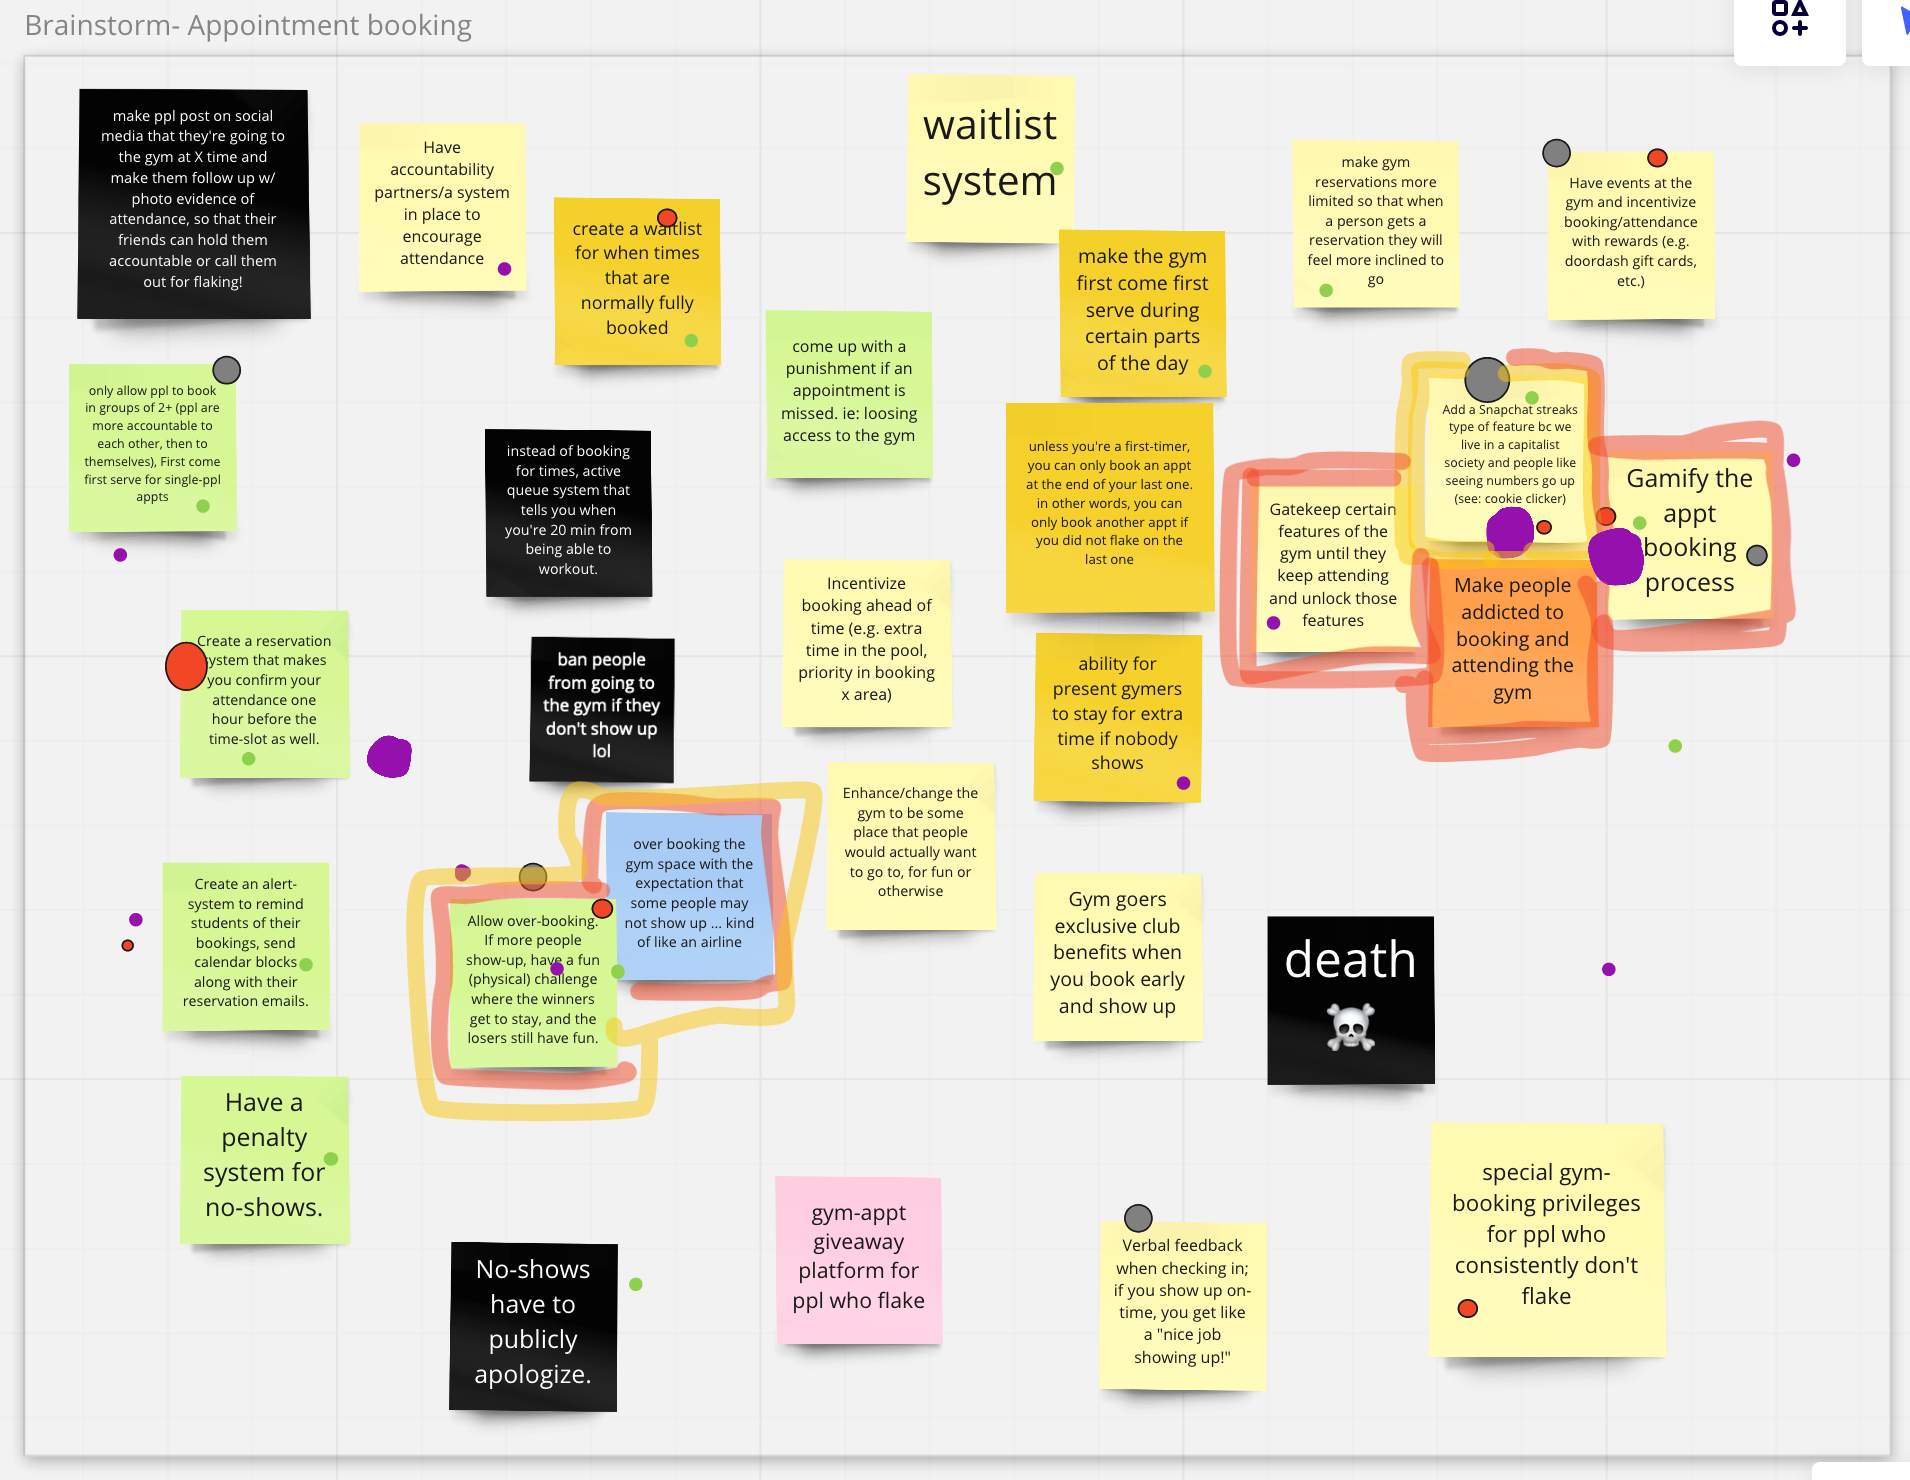 Brainstorm- Appointment booking
make ppl post on social
media that they're going to
the gym at X time and
make them follow up w/
photo evidence of
attendance, so that their
friends can hold them
accountable or call them
out for flaking!
Have
accountability
partners/a system
in place to
encourage
attendance
create a waitlist
for when times
that are
normally fully
booked
waitlist
system
make the gym
first come first
serve during
certain parts
of the day
make gym
reservations more
limited so that when
a person gets a
reservation they will
feel more inclined to
go
Have events at the
gym and incentivize
booking/attendance
with rewards (e.g.
doordash gift cards,
etc.)
only allow ppl to book
in groups of 2+ (ppl are
more accountable to
each other, then to
themselves), First come
first serve for single-ppl
appts
instead of booking
for times, active
queue system that
tells you when
you're 20 min from
being able to
workout.
come up with a
punishment if an
appointment is
missed. ie: loosing
access to the gym
unless you're a first-timer,
you can only book an appt
at the end of your last one.
in other words, you can
only book another appt if
you did not flake on the
last one
Gatekeep certain
features of the
gym until they
keep attending
and unlock those
features
Add a Snapchat streaks
type of feature bc we
live in a capitalist
society and people like
seeing numbers go up
(see: cookie clicker)
Gamify the
appt
booking
process
Make people
addicted to
booking and
attending the
gym
Create a reservation
system that makes
you confirm your
attendance one
hour before the
time-slot as well.
ban people
from going to
the gym if they
don't show up
lol
Incentivize
booking ahead of
time (e.g. extra
time in the pool,
priority in booking
x area)
ability for
present gymers
to stay for extra
time if nobody
shows
Create an alert-
system to remind
students of their
bookings, send
calendar blocks
along with their
reservation emails.
Allow over-booking.
If more people
show-up, have a fun
(physical) challenge
where the winners
get to stay, and the
losers still have fun.
over booking the
gym space with the
expectation that
some people may
not show up ... kind
of like an airline
Enhance/change the
gym to be some
place that people
would actually want
to go to, for fun or
otherwise
Gym goers
exclusive club
benefits when
you book early
and show up
death
☠️
Have a
penalty
system for
no-shows.
No-shows
have to
publicly
apologize.
gym-appt
giveaway
platform for
ppl who flake
Verbal feedback
when checking in;
if you show up on-
time, you get like
a "nice job
showing up!"
special gym-
booking privileges
for ppl who
consistently don't
flake